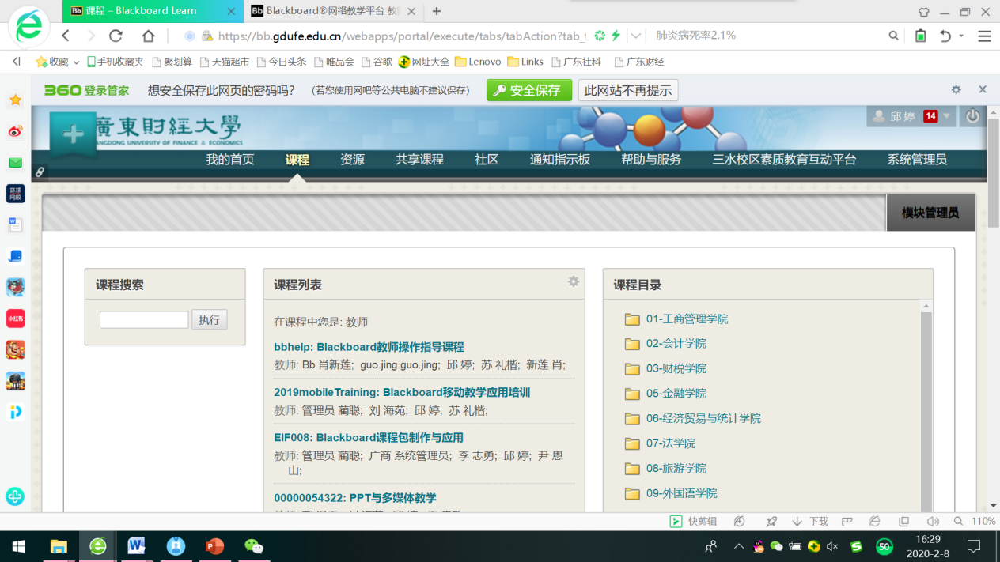 课程 – Blackboard Learn
Blackboard®网络教学平台 教
https://bb.gdufe.edu.cn/webapps/portal/execute/tabs/tabAction?tab_
肺炎病死率2.1%
收藏 手机收藏夹 聚划算 天猫超市 今日头条 唯品会 谷歌 网址大全 Lenovo Links 广东社科 广东财经
360登录管家 想安全保存此网页的密码吗? (若您使用网吧等公共电脑不建议保存) 安全保存 此网站不再提示
廣東財經大學
ANGDONG UNIVERSITY OF FINANCE & ECONOMICS
邱 婷 14
我的首页 课程 资源 共享课程 社区 通知指示板 帮助与服务 三水校区素质教育互动平台 系统管理员
模块管理员
课程搜索
执行
课程列表
在课程中您是: 教师
bbhelp: Blackboard教师操作指导课程
教师: Bb 肖新莲; guo.jing guo.jing; 邱 婷; 苏 礼楷; 新莲 肖;
2019mobileTraining: Blackboard移动教学应用培训
教师: 管理员 蔺聪; 刘 海苑; 邱 婷; 苏 礼楷;
EIF008: Blackboard课程包制作与应用
教师: 管理员 蔺聪; 广商 系统管理员; 李 志勇; 邱 婷; 尹 恩
山;
00000054322: PPT与多媒体教学
课程目录
01-工商管理学院
02-会计学院
03-财税学院
05-金融学院
06-经济贸易与统计学院
07-法学院
08-旅游学院
09-外国语学院
小红书
快剪辑 下载 110%
50
16:29
2020-2-8